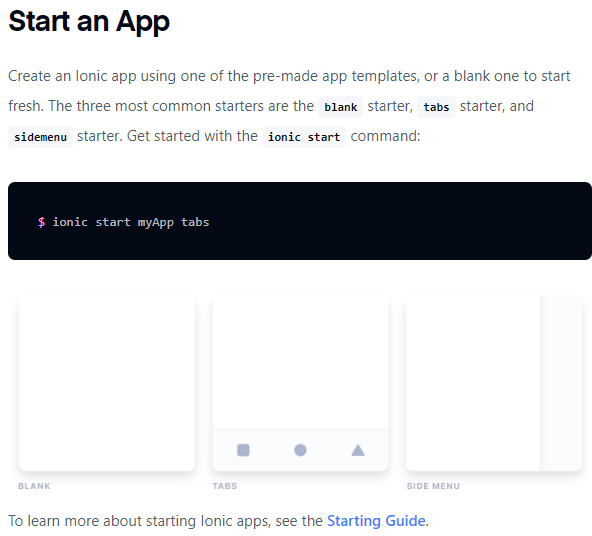 Start an App
Create an Ionic app using one of the pre-made app templates, or a blank one to start
fresh. The three most common starters are the blank starter, tabs starter, and
sidemenu starter. Get started with the ionic start command:
$ ionic start myApp tabs
BLANK
TABS
SIDE MENU
To learn more about starting Ionic apps, see the Starting Guide.